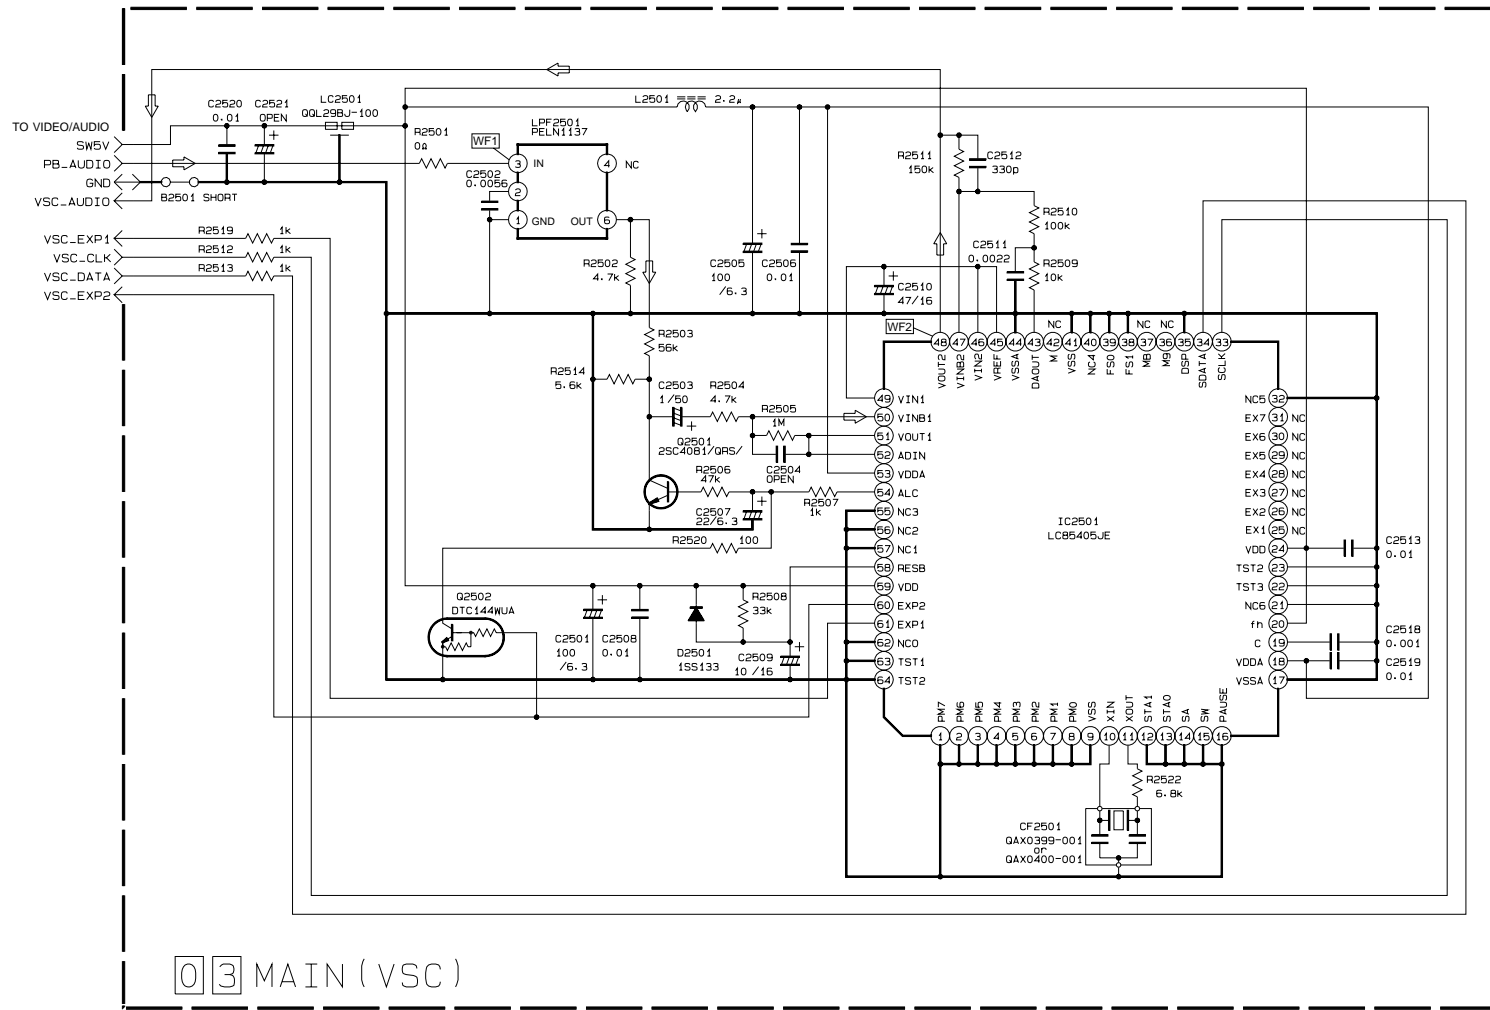 TO VIDEO/AUDIO
SW5V
PB_AUDIO
GND
VSC_AUDIO
VSC_EXP1
VSC_CLK
VSC_DATA
VSC_EXP2
C2520
0.01
C2521
OPEN
LC2501
QQL29BJ-100
B2501 SHORT
R2519 1k
R2512 1k
R2513 1k
R2501
0Ω
C2502
0.0056
LPF2501
PELN1137
WF1
3 IN
2
1 GND
4 NC
OUT 6
L2501 2.2μ
R2502
4.7k
R2503
56k
R2514
5.6k
C2503
1/50
+
R2504
4.7k
R2505
1M
C2504
OPEN
Q2501
2SC4081/QRS/
R2506
47k
C2507
22/6.3
R2507
1k
R2520 100
C2505
100
/6.3
C2506
0.01
Q2502
DTC144WUA
C2501
100
/6.3
C2508
0.01
D2501
1SS133
R2508
33k
C2509
10/16
R2511
150k
C2512
330p
R2510
100k
C2511
0.0022
R2509
10k
C2510
47/16
WF2
48 VOUT2
47 VINB2
46 VIN2
45 VREF
44 VSSA
43 DAOUT
NC 42 M
41 VSS
40 NC4
39 FS0
38 FS1
NC 37 MB
NC 36 M9
35 DSP
34 SDATA
33 SCLK
49 VIN1
50 VINB1
51 VOUT1
52 ADIN
53 VDDA
54 ALC
55 NC3
56 NC2
57 NC1
58 RESB
59 VDD
60 EXP2
61 EXP1
62 NC0
63 TST1
64 TST2
IC2501
LC85405JE
NC5 32
EX7 31 NC
EX6 30 NC
EX5 29 NC
EX4 28 NC
EX3 27 NC
EX2 26 NC
EX1 25 NC
VDD 24
TST2 23
TST3 22
NC6 21
fh 20
C 19
VDDA 18
VSSA 17
C2513
0.01
C2518
0.001
C2519
0.01
PM7 1
PM6 2
PM5 3
PM4 4
PM3 5
PM2 6
PM1 7
PM0 8
VSS 9
XIN 10
XOUT 11
STA1 12
STA0 13
SA 14
SW 15
PAUSE 16
R2522
6.8k
CF2501
QAX0399-001
or
QAX0400-001
0 3 MAIN(VSC)